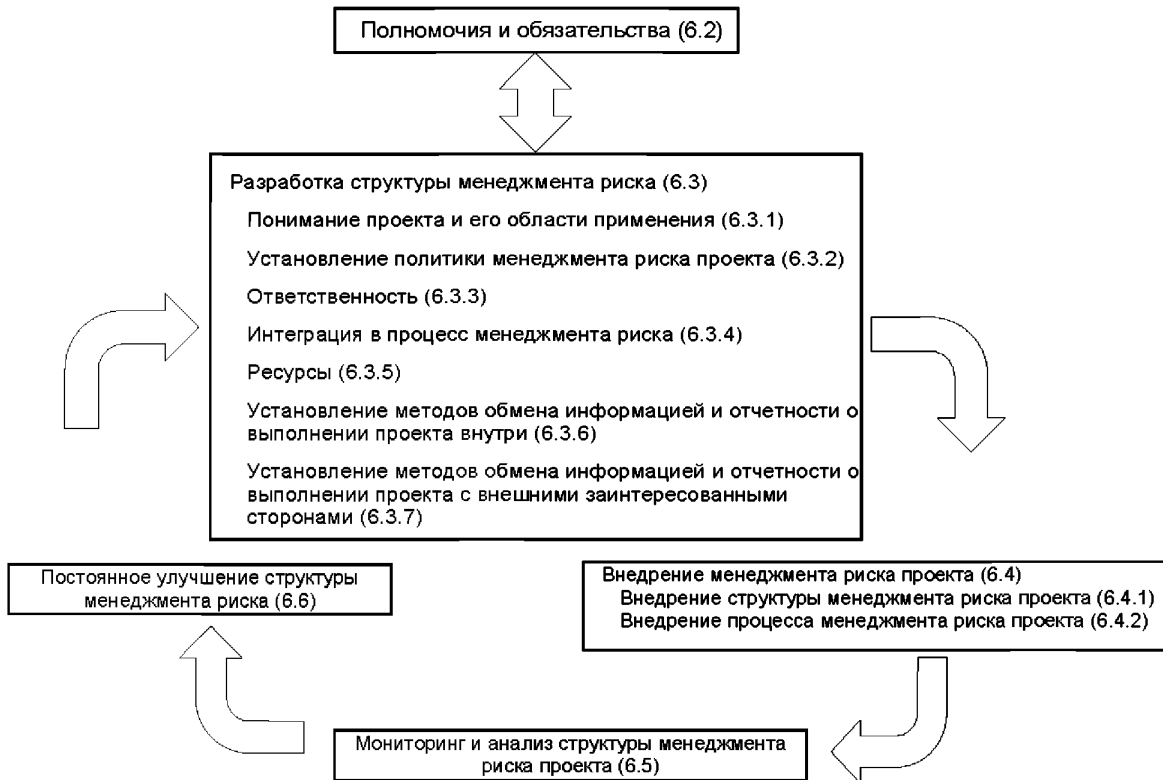 Полномочия и обязательства (6.2)
Разработка структуры менеджмента риска (6.3)
Понимание проекта и его области применения (6.3.1)
Установление политики менеджмента риска проекта (6.3.2)
Ответственность (6.3.3)
Интеграция в процесс менеджмента риска (6.3.4)
Ресурсы (6.3.5)
Установление методов обмена информацией и отчетности о
выполнении проекта внутри (6.3.6)
Установление методов обмена информацией и отчетности о
выполнении проекта с внешними заинтересованными
сторонами (6.3.7)
Постоянное улучшение структуры
менеджмента риска (6.6)
Внедрение менеджмента риска проекта (6.4)
Внедрение структуры менеджмента риска проекта (6.4.1)
Внедрение процесса менеджмента риска проекта (6.4.2)
Мониторинг и анализ структуры менеджмента
риска проекта (6.5)